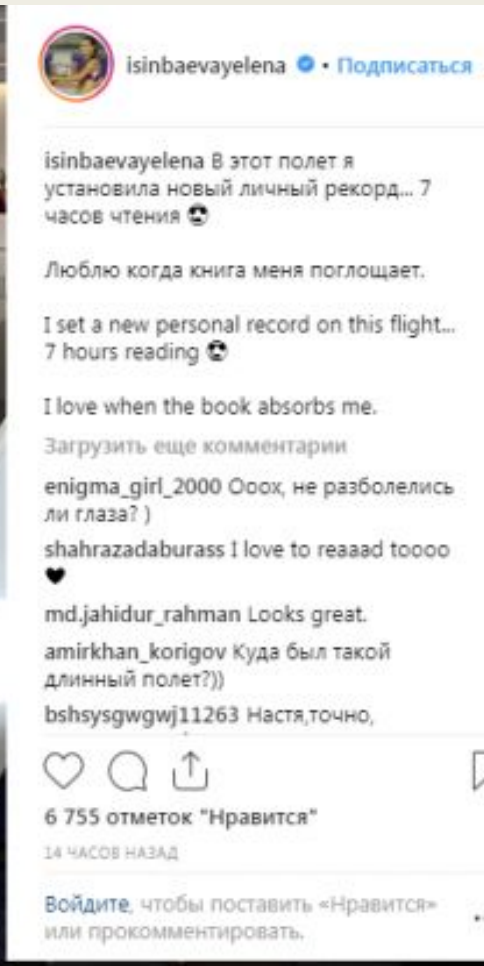 isinbaevayelena • Подписаться
isinbaevayelena В этот полет я
установила новый личный рекорд... 7
часов чтения 😎
Люблю когда книга меня поглощает.
I set a new personal record on this flight...
7 hours reading 😎
I love when the book absorbs me.
Загрузить еще комментарии
enigma_girl_2000 Ооох, не разболелись
ли глаза? )
shahrazadaburass I love to reaaad toooo
♥
md.jahidur_rahman Looks great.
amirkhan_korigov Куда был такой
длинный полет?))
bshsysgwgwj11263 Настя,точно,
6 755 отметок "Нравится"
14 ЧАСОВ НАЗАД
Войдите, чтобы поставить «Нравится»
или прокомментировать.